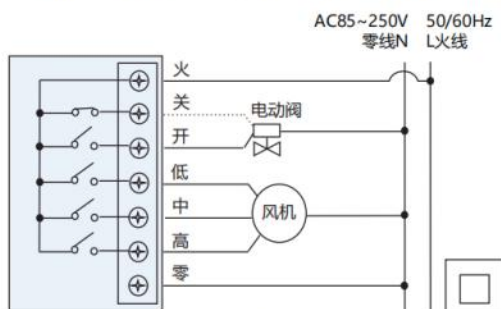 AC85~250V 50/60Hz
零线N L火线
火
关
电动阀
开
低
中
风机
高
零